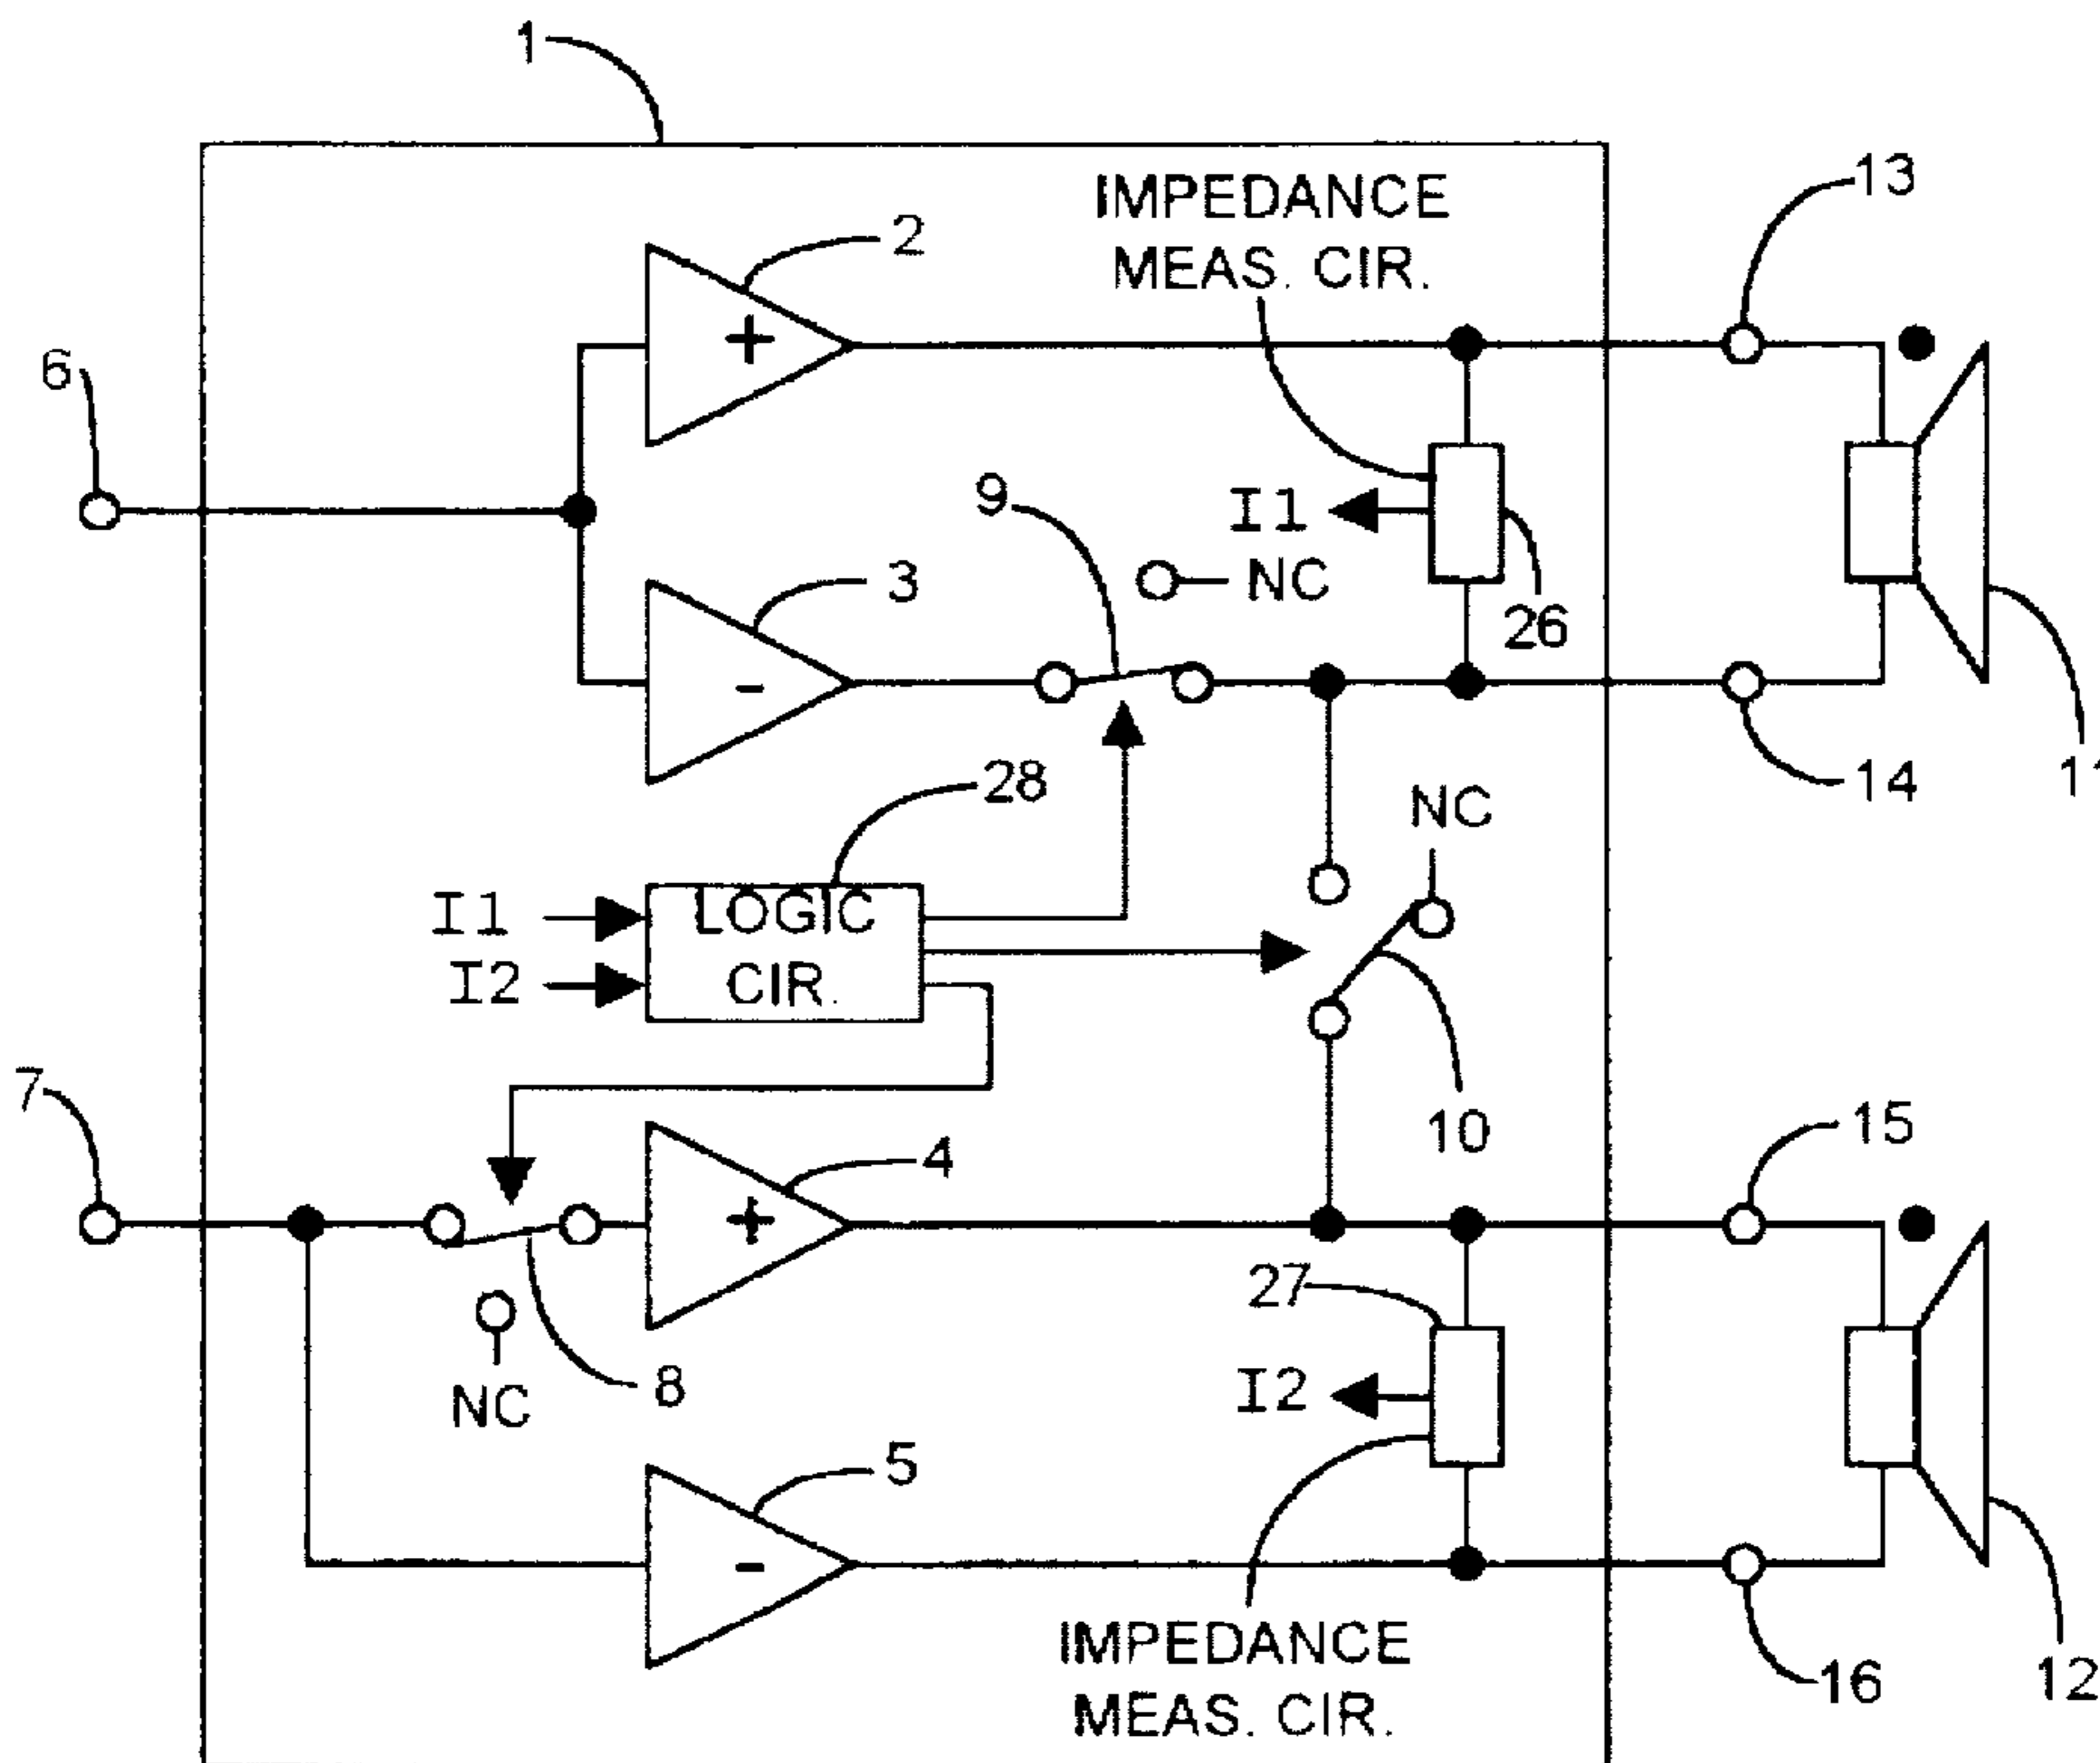 1
IMPEDANCE
MEAS. CIR.
13
2
+
6
9
I1
NC
3
26
-
28
14
11
NC
I1
LOGIC
I2
CIR.
7
10
15
4
+
27
8
I2
NC
5
-
IMPEDANCE
MEAS. CIR.
16
12